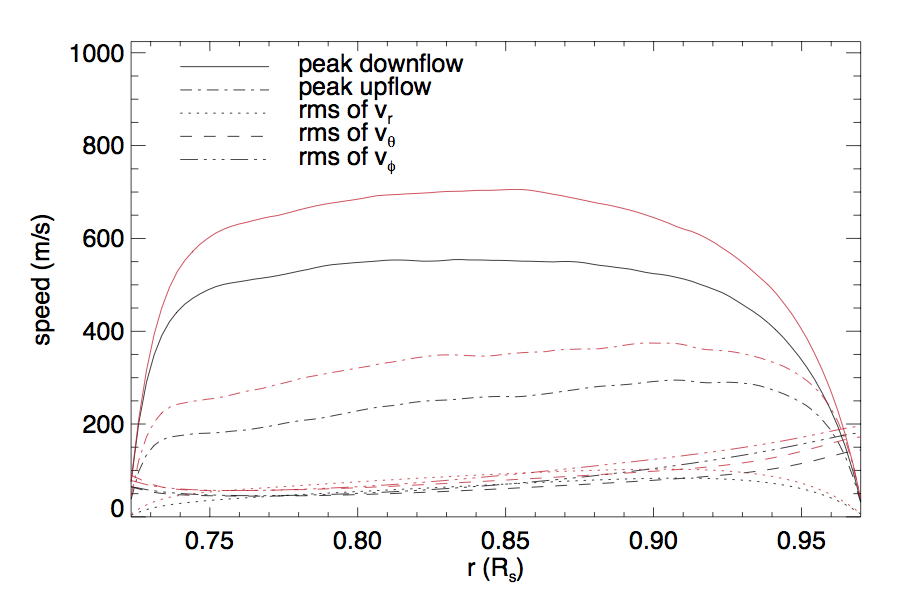 1000
800
600
400
200
0
speed (m/s)
peak downflow
peak upflow
rms of vr
rms of vθ
rms of vϕ
0.75 0.80 0.85 0.90 0.95
r (Rs)